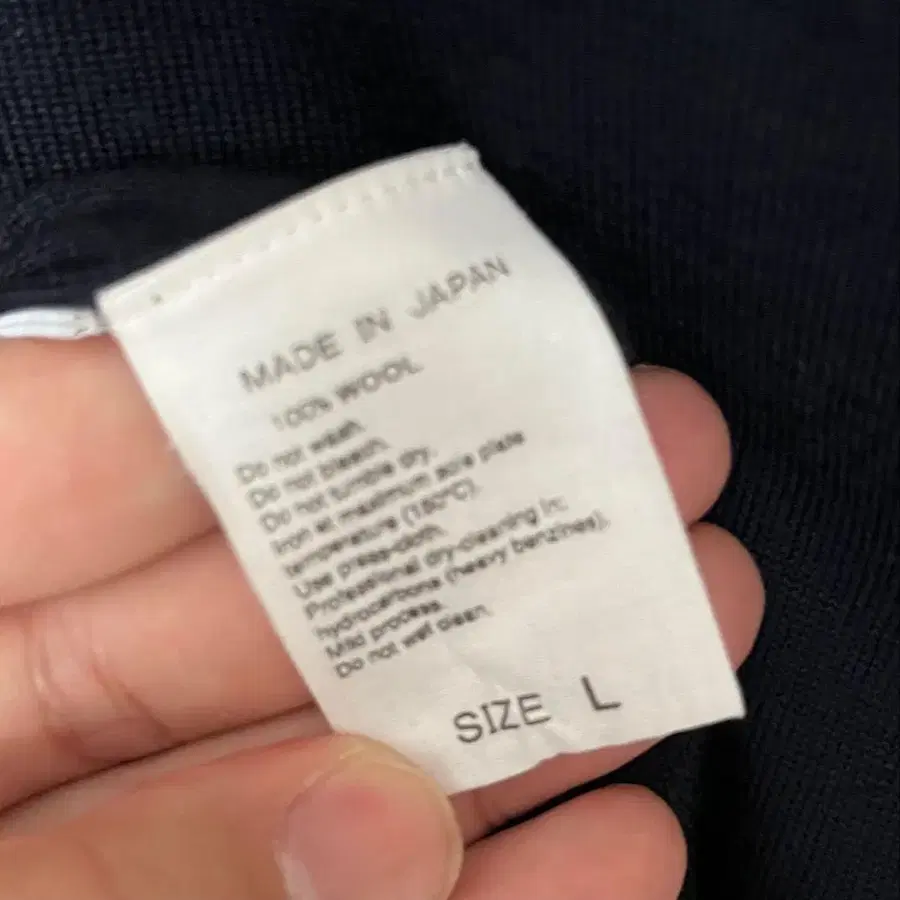 MADE IN JAPAN
100% WOOL
Do not wash.
Do not bleach.
Do not tumble dry.
Iron at maximum sole plate
temperature (150°C).
Use press-cloth.
Professional dry-cleaning in:
hydrocarbons (heavy benzines).
Mild process.
Do not wet clean.
SIZE L